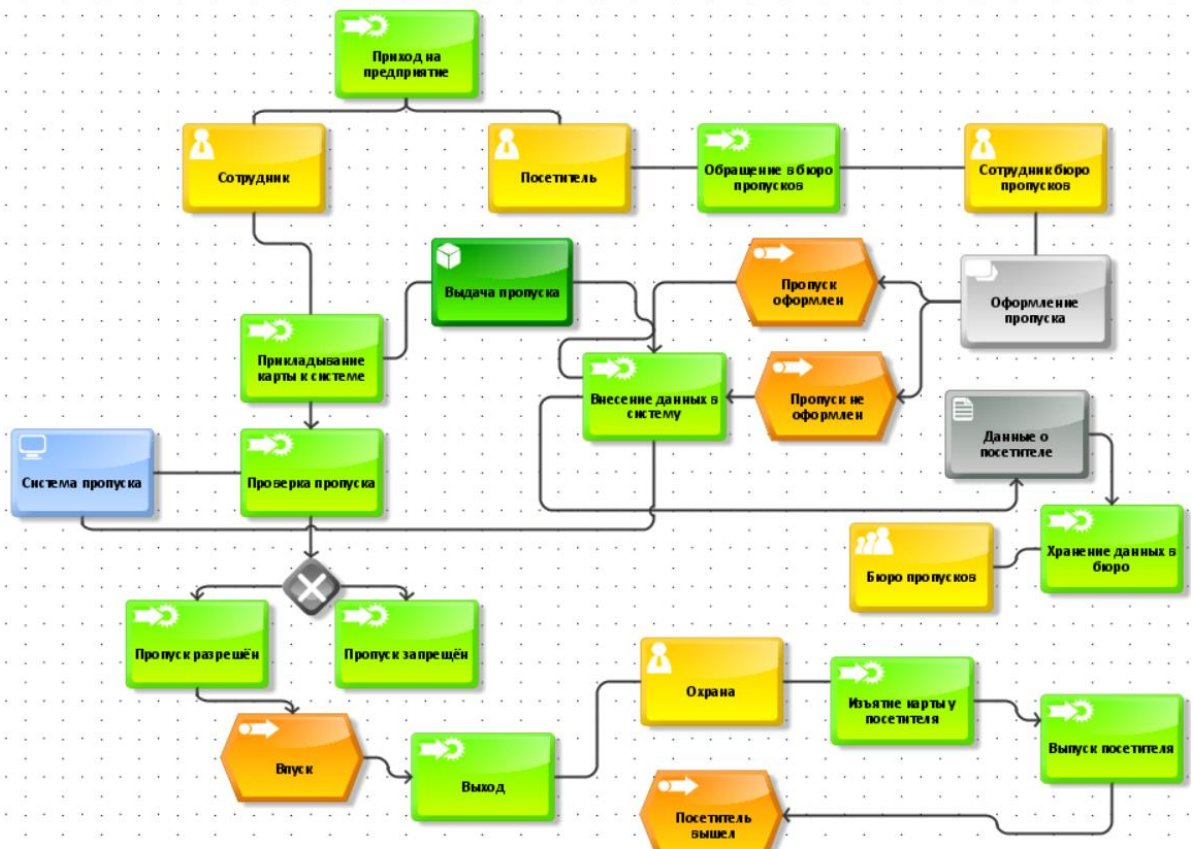 Приход на
предприятие
Сотрудник
Посетитель
Обращение в бюро
пропусков
Сотрудник бюро
пропусков
Выдача пропуска
Пропуск
оформлен
Оформление
пропуска
Прикладывание
карты к системе
Внесение данных в
систему
Пропуск не
оформлен
Данные о
посетителе
Система пропуска
Проверка пропуска
Бюро пропусков
Хранение данных в
бюро
Пропуск разрешён
Пропуск запрещён
Охрана
Изъятие карты у
посетителя
Выпуск посетителя
Впуск
Выход
Посетитель
вышел